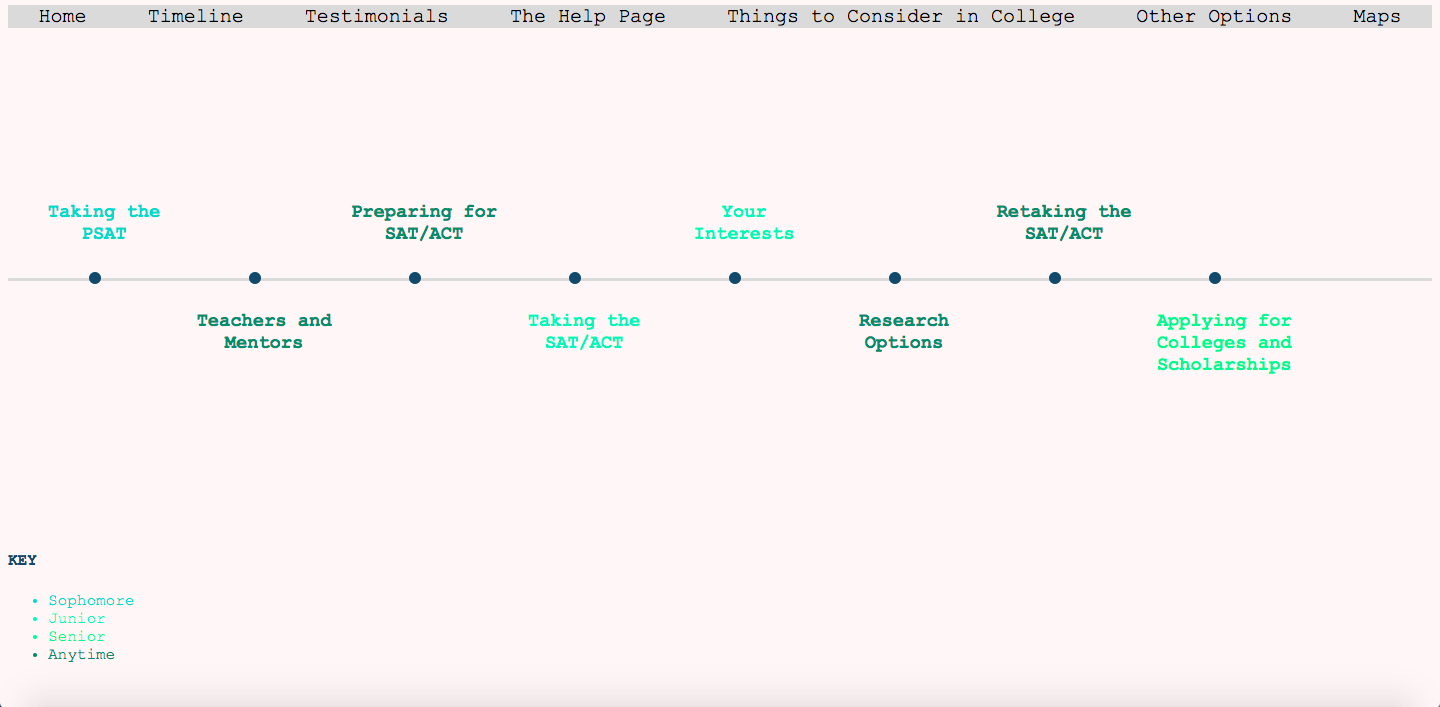 Home Timeline Testimonials The Help Page Things to Consider in College Other Options Maps
Taking the
PSAT
Preparing for
SAT/ACT
Your
Interests
Retaking the
SAT/ACT
Teachers and
Mentors
Taking the
SAT/ACT
Research
Options
Applying for
Colleges and
Scholarships
KEY
• Sophomore
• Junior
• Senior
• Anytime